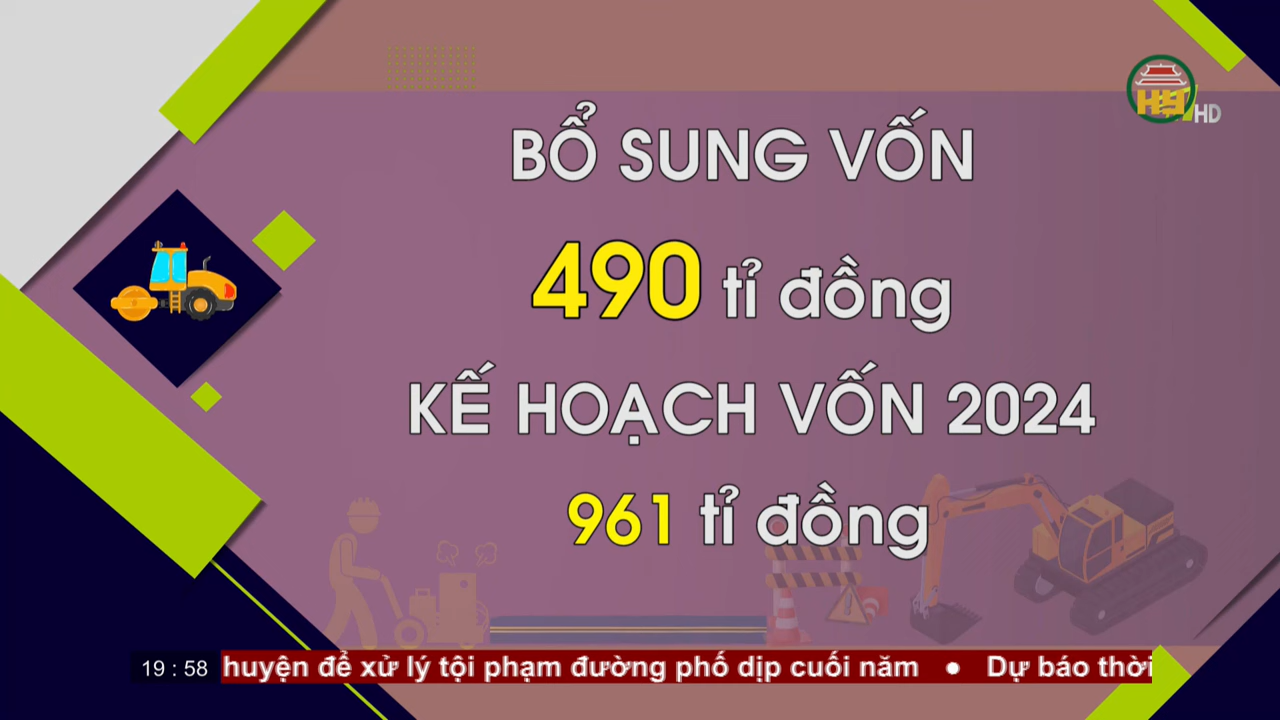 BỔ SUNG VỐN
490 tỉ đồng
KẾ HOẠCH VỐN 2024
961 tỉ đồng
HY HD
19 : 58 huyện để xử lý tội phạm đường phố dịp cuối năm • Dự báo thời